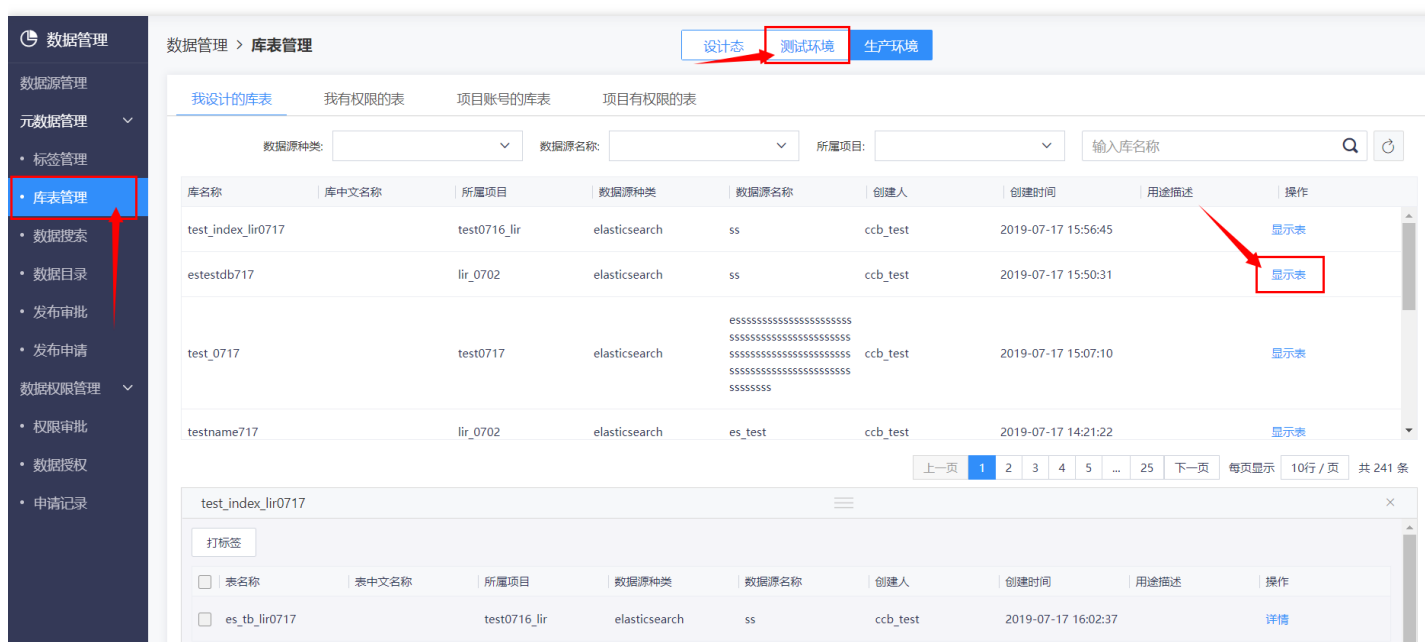 数据管理
数据管理 > 库表管理
设计态 测试环境 生产环境
数据源管理
元数据管理
• 标签管理
• 库表管理
• 数据搜索
• 数据目录
• 发布审批
• 发布申请
数据权限管理
• 权限审批
• 数据授权
• 申请记录
我设计的库表 我有权限的表 项目账号的库表 项目有权限的表
数据源种类: 数据源名称: 所属项目: 输入库名称
库名称 库中文名称 所属项目 数据源种类 数据源名称 创建人 创建时间 用途描述 操作
test_index_lir0717 test0716_lir elasticsearch ss ccb_test 2019-07-17 15:56:45 显示表
estestdb717 lir_0702 elasticsearch ss ccb_test 2019-07-17 15:50:31 显示表
esssssssssssssssssssssss
ssssssssssssssssssssssss
test_0717 test0717 elasticsearch ssssssssssssssssssssssss ccb_test 2019-07-17 15:07:10 显示表
ssssssssssssssssssssssss
ssssssss
testname717 lir_0702 elasticsearch es_test ccb_test 2019-07-17 14:21:22 显示表
上一页 1 2 3 4 5 ... 25 下一页 每页显示 10行 / 页 共 241 条
test_index_lir0717 ×
打标签
表名称 表中文名称 所属项目 数据源种类 数据源名称 创建人 创建时间 用途描述 操作
es_tb_lir0717 test0716_lir elasticsearch ss ccb_test 2019-07-17 16:02:37 详情